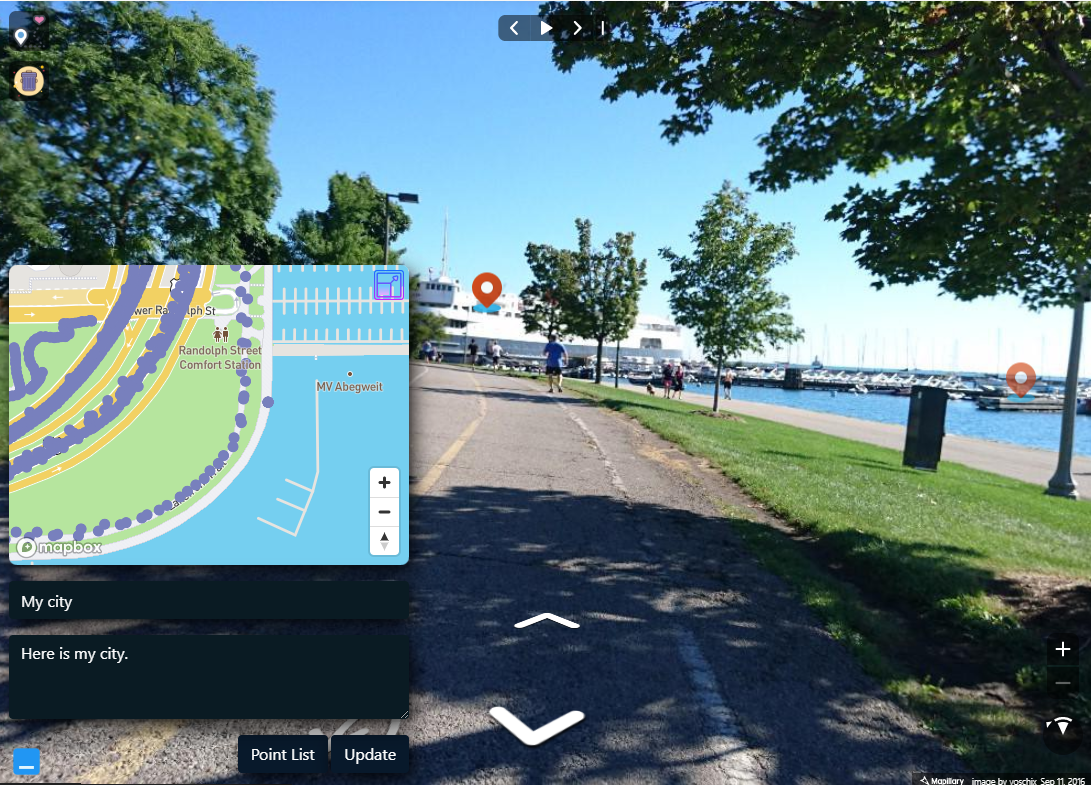 Lower Randolph St
Randolph Street
Comfort Station
MV Abegweit
mapbox
My city
Here is my city.
Point List
Update
Mapillary image by voschix Sep 11, 2016